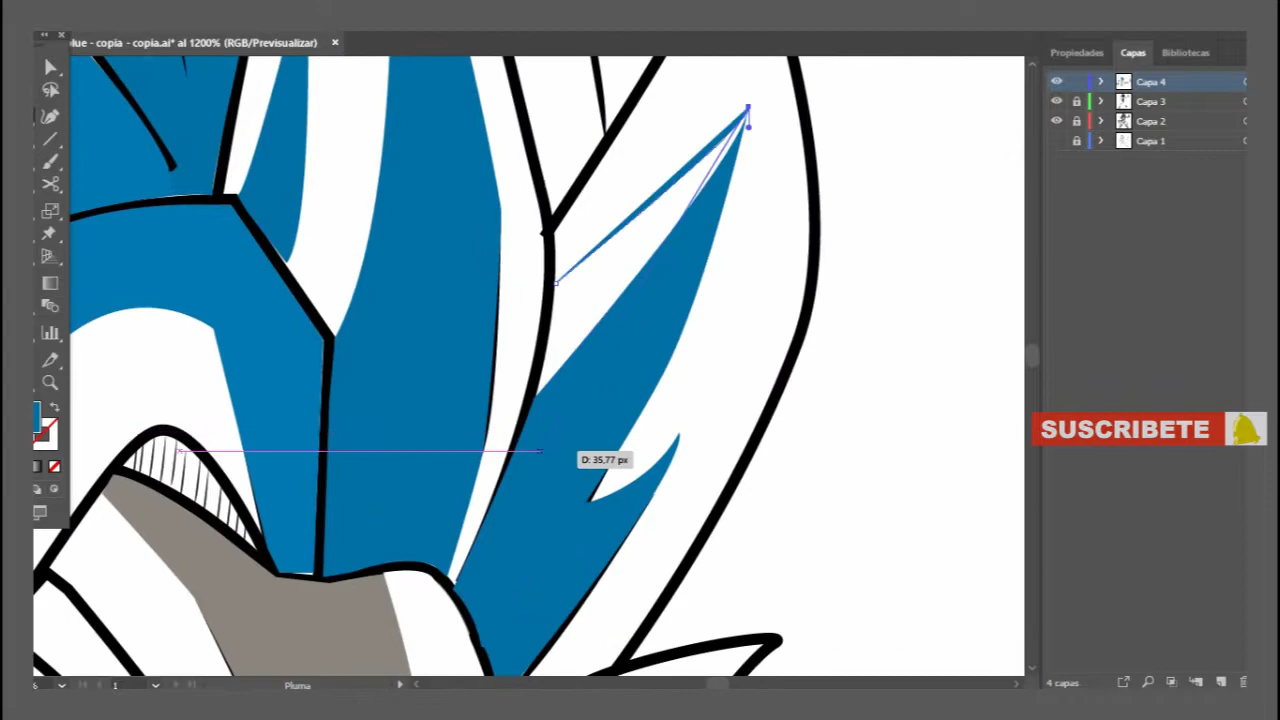 lue - copia - copia.ai* al 1200% (RGB/Previsualizar)
Propiedades Capas Bibliotecas
Capa 4
Capa 3
Capa 2
Capa 1
SUSCRIBETE
D: 35,77 px
% 1 Pluma
4 capas